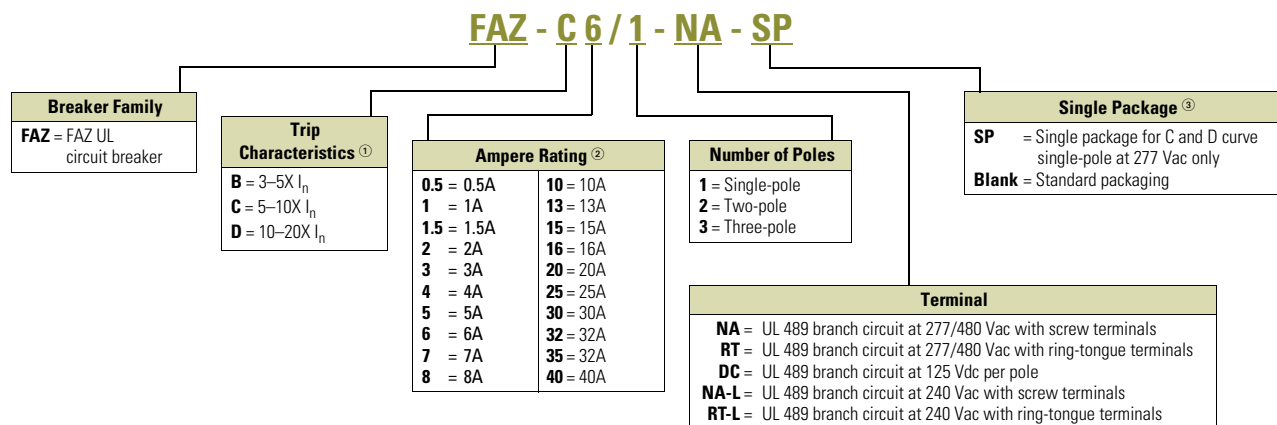 FAZ - C 6 / 1 - NA - SP
Breaker Family
FAZ = FAZ UL
circuit breaker
Trip
Characteristics ①
B = 3–5X In
C = 5–10X In
D = 10–20X In
Ampere Rating ②
0.5 = 0.5A
1 = 1A
1.5 = 1.5A
2 = 2A
3 = 3A
4 = 4A
5 = 5A
6 = 6A
7 = 7A
8 = 8A
10 = 10A
13 = 13A
15 = 15A
16 = 16A
20 = 20A
25 = 25A
30 = 30A
32 = 32A
35 = 32A
40 = 40A
Number of Poles
1 = Single-pole
2 = Two-pole
3 = Three-pole
Single Package ③
SP = Single package for C and D curve
single-pole at 277 Vac only
Blank = Standard packaging
Terminal
NA = UL 489 branch circuit at 277/480 Vac with screw terminals
RT = UL 489 branch circuit at 277/480 Vac with ring-tongue terminals
DC = UL 489 branch circuit at 125 Vdc per pole
NA-L = UL 489 branch circuit at 240 Vac with screw terminals
RT-L = UL 489 branch circuit at 240 Vac with ring-tongue terminals